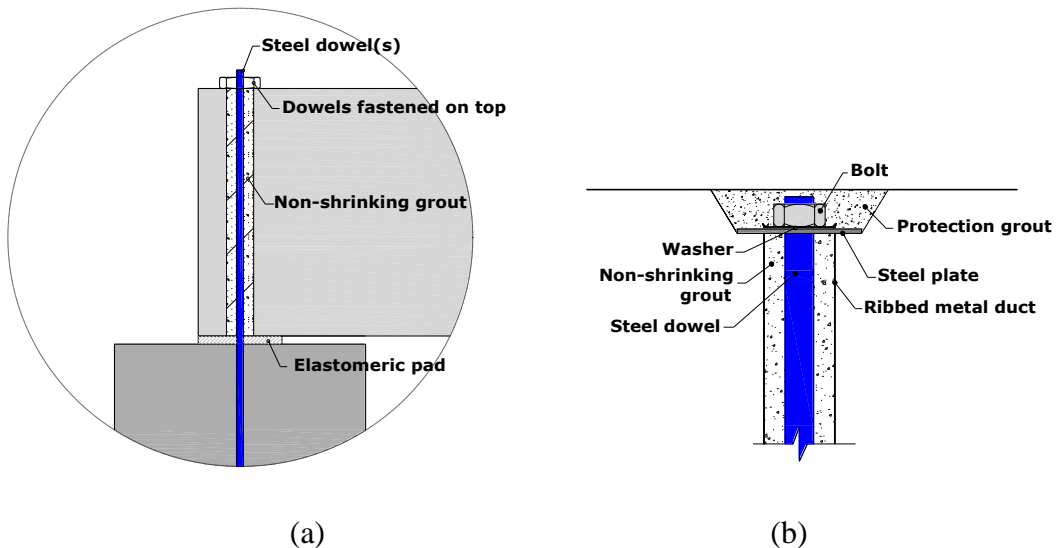 Steel dowel(s)
Dowels fastened on top
Non-shrinking grout
Elastomeric pad
Bolt
Protection grout
Washer
Steel plate
Non-shrinking
grout
Ribbed metal duct
Steel dowel
(a)
(b)